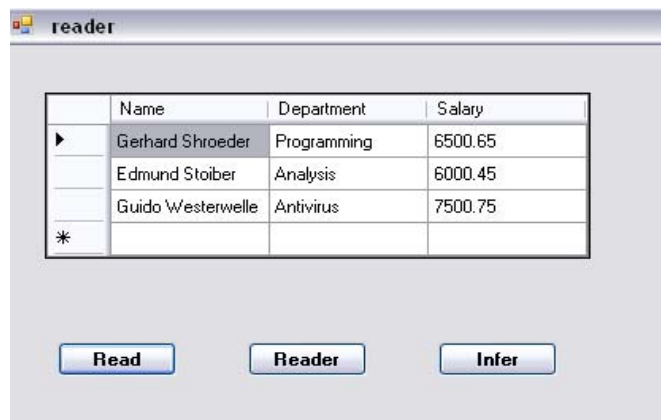 reader
Name Department Salary
Gerhard Shroeder Programming 6500.65
Edmund Stoiber Analysis 6000.45
Guido Westerwelle Antivirus 7500.75
Read Reader Infer